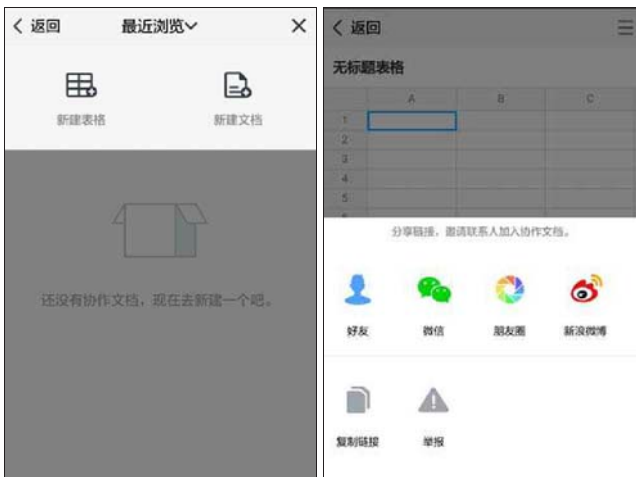 返回 最近浏览
新建表格 新建文档
还没有协作文档，现在去新建一个吧。
返回
无标题表格
A B C
1
2
3
4
5
分享链接，邀请联系人加入协作文档。
好友 微信 朋友圈 新浪微博
复制链接 举报